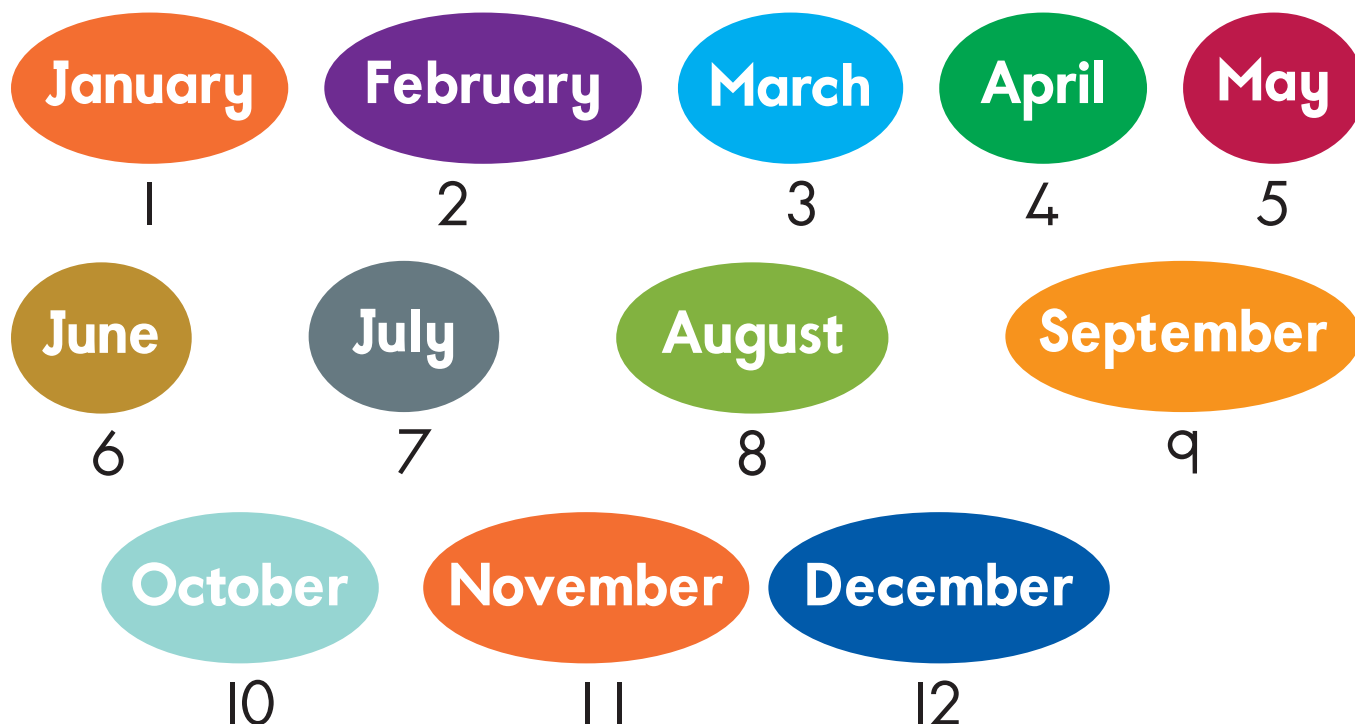 January February March April May
1 2 3 4 5
June July August September
6 7 8 9
October November December
10 11 12